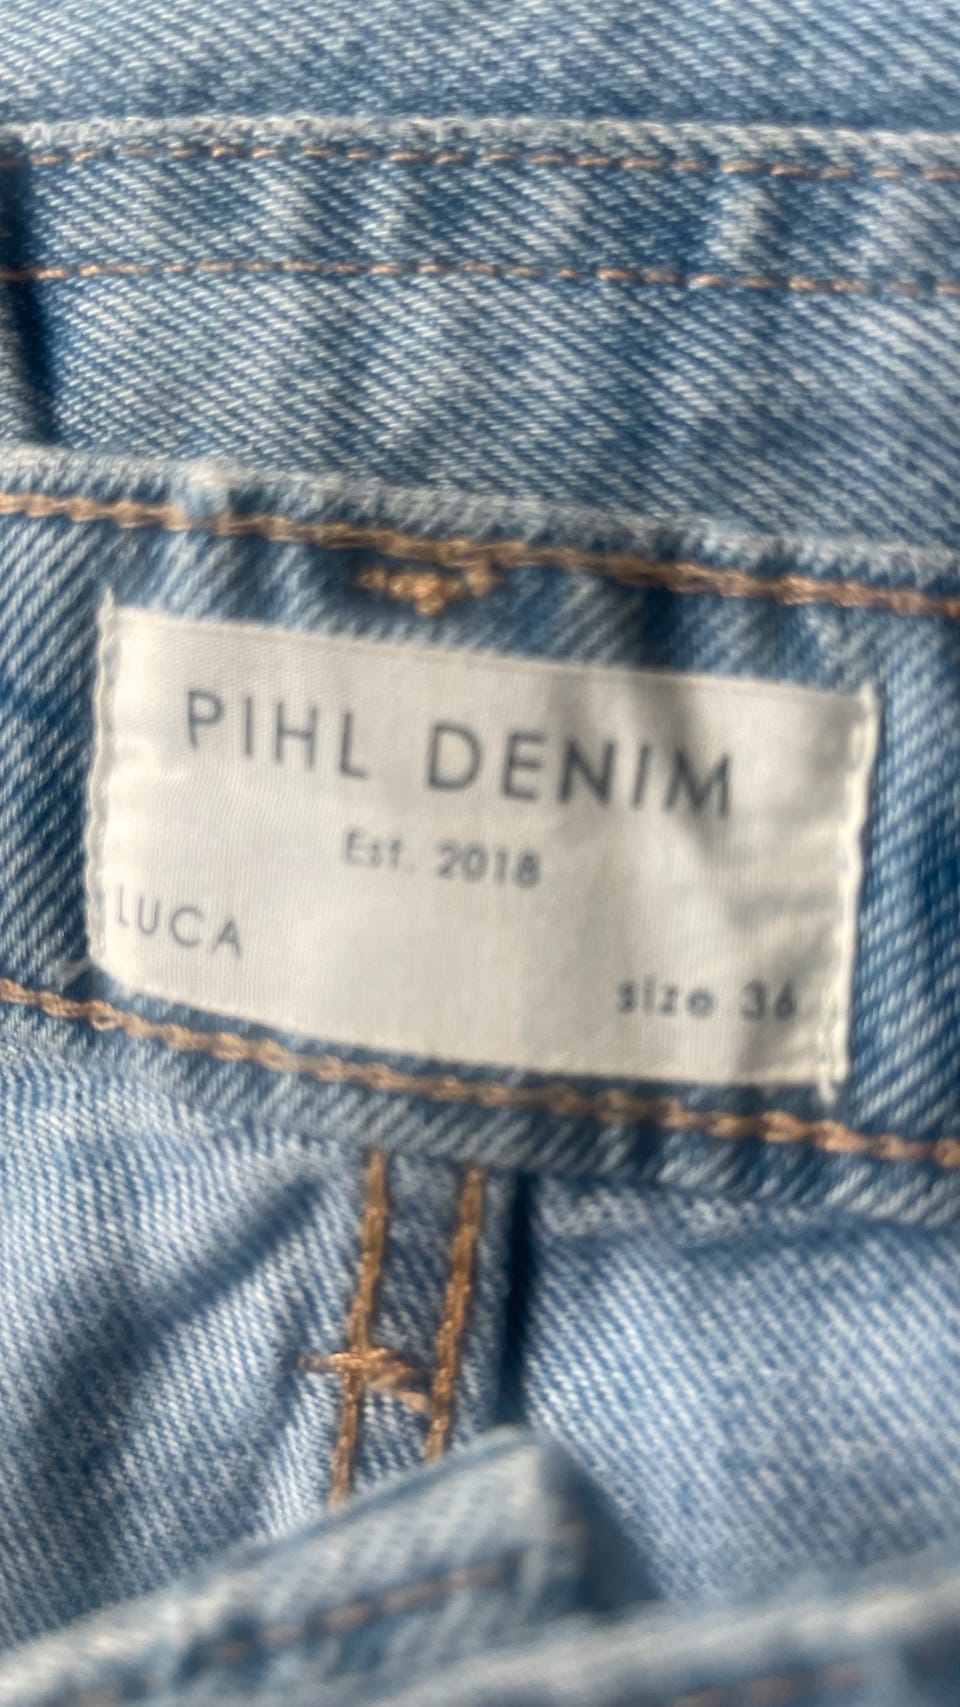 PIHL DENIM
Est. 2018
LUCA
size 36